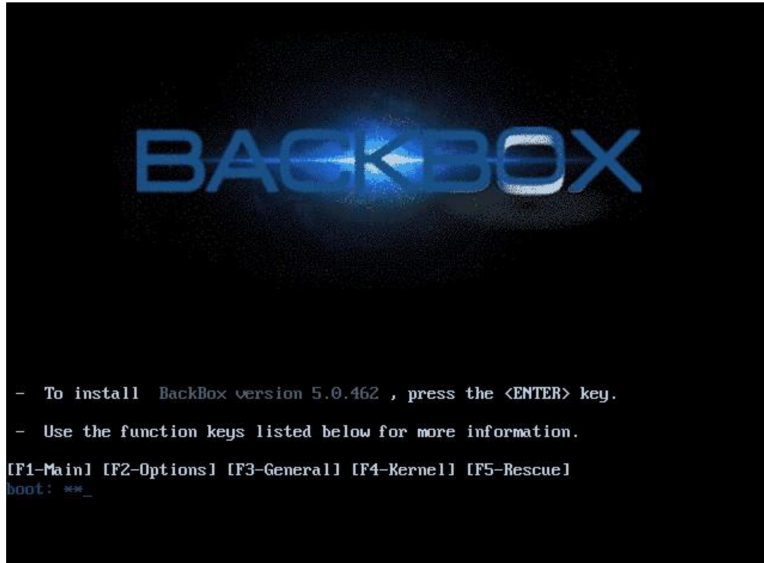 BACKBOX
- To install BackBox version 5.0.462 , press the <ENTER> key.
- Use the function keys listed below for more information.
[F1-Main] [F2-Options] [F3-General] [F4-Kernel] [F5-Rescue]
boot: **_